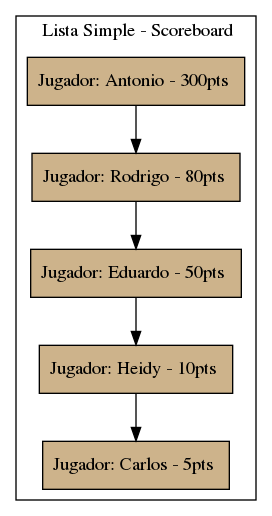 Lista Simple - Scoreboard
Jugador: Antonio - 300pts
Jugador: Rodrigo - 80pts
Jugador: Eduardo - 50pts
Jugador: Heidy - 10pts
Jugador: Carlos - 5pts